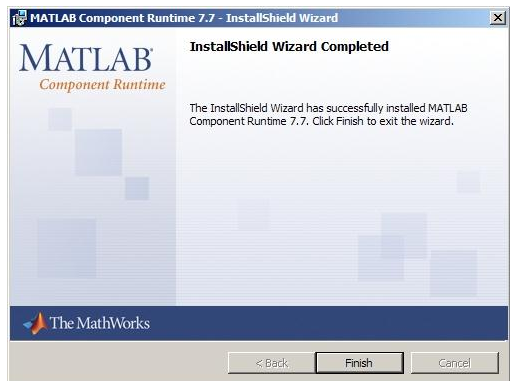 MATLAB Component Runtime 7.7 - InstallShield Wizard
MATLAB®
Component Runtime
InstallShield Wizard Completed
The InstallShield Wizard has successfully installed MATLAB
Component Runtime 7.7. Click Finish to exit the wizard.
The MathWorks
< Back
Finish
Cancel